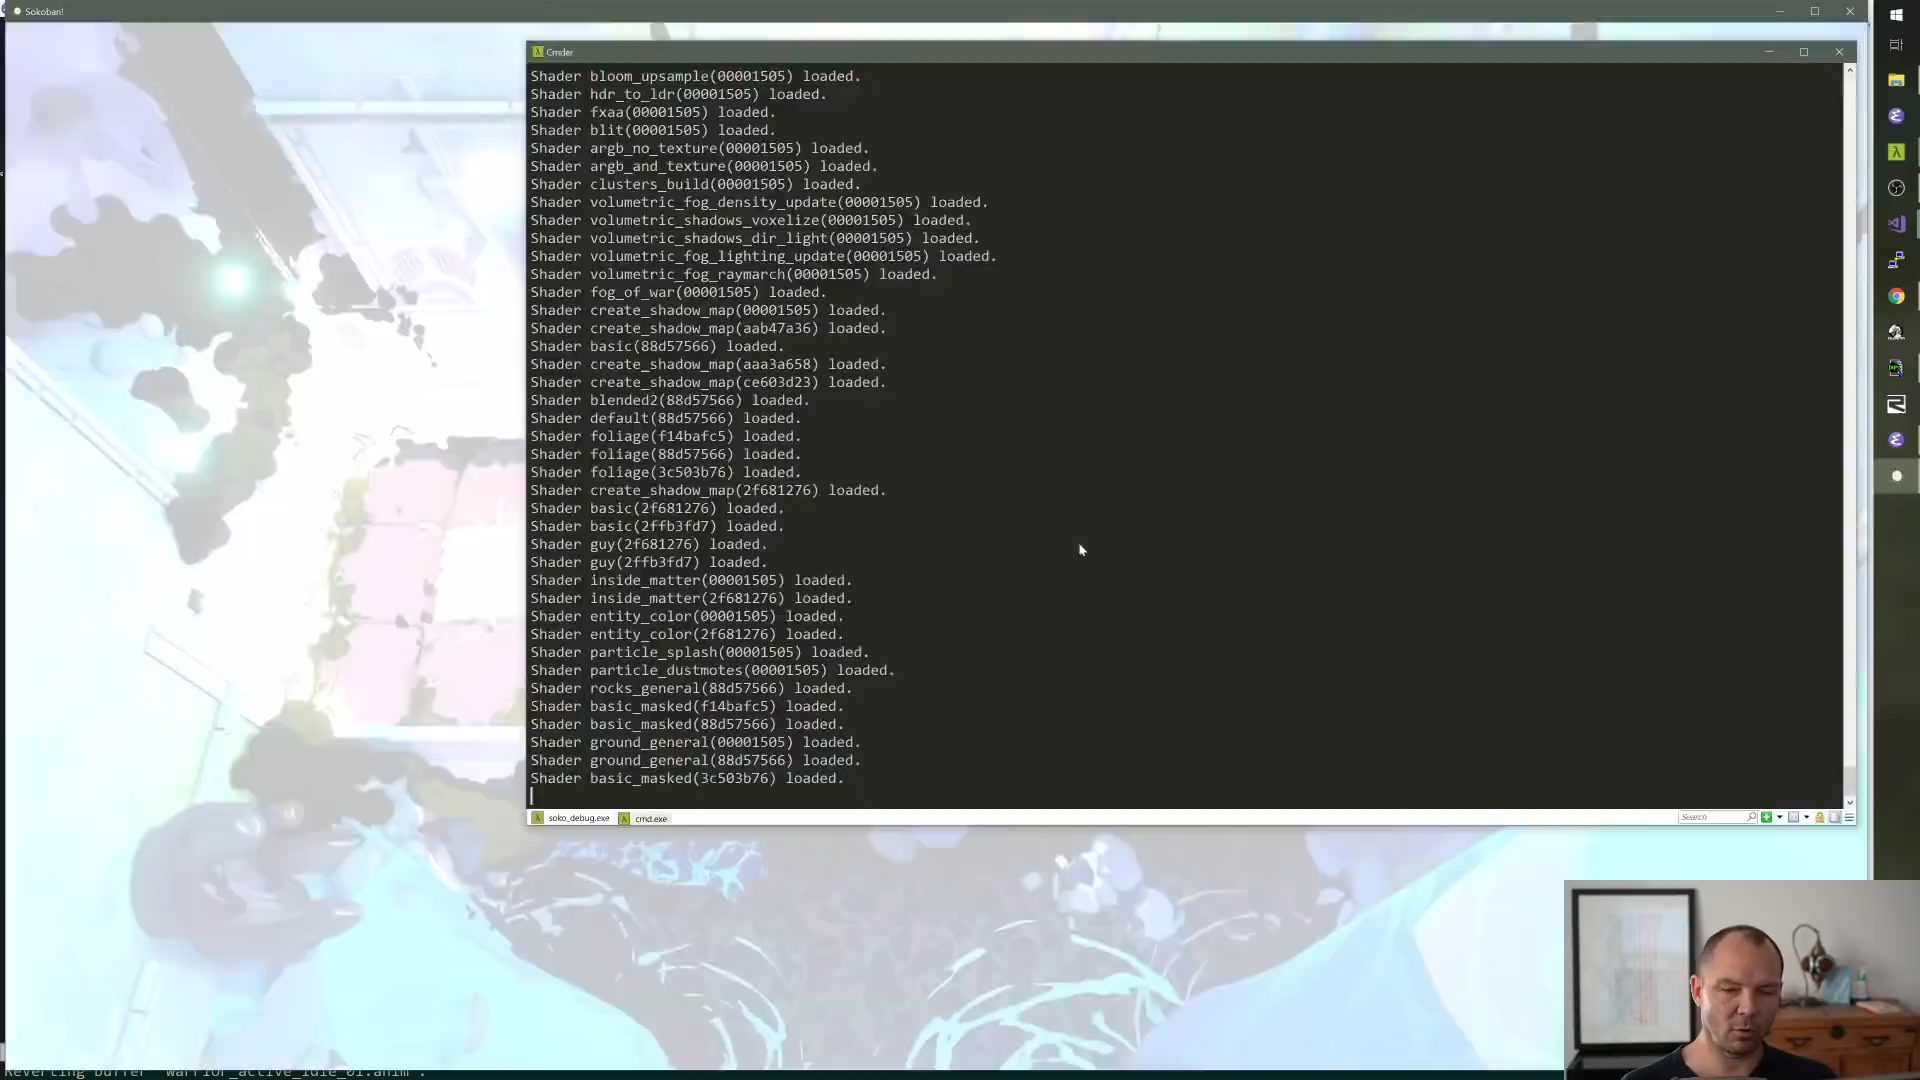 Sokoban!
Cmder
Shader bloom_upsample(00001505) loaded.
Shader hdr_to_ldr(00001505) loaded.
Shader fxaa(00001505) loaded.
Shader blit(00001505) loaded.
Shader argb_no_texture(00001505) loaded.
Shader argb_and_texture(00001505) loaded.
Shader clusters_build(00001505) loaded.
Shader volumetric_fog_density_update(00001505) loaded.
Shader volumetric_shadows_voxelize(00001505) loaded.
Shader volumetric_shadows_dir_light(00001505) loaded.
Shader volumetric_fog_lighting_update(00001505) loaded.
Shader volumetric_fog_raymarch(00001505) loaded.
Shader fog_of_war(00001505) loaded.
Shader create_shadow_map(00001505) loaded.
Shader create_shadow_map(aab47a36) loaded.
Shader basic(88d57566) loaded.
Shader create_shadow_map(aaa3a658) loaded.
Shader create_shadow_map(ce603d23) loaded.
Shader blended2(88d57566) loaded.
Shader default(88d57566) loaded.
Shader foliage(f14bafc5) loaded.
Shader foliage(88d57566) loaded.
Shader foliage(3c503b76) loaded.
Shader create_shadow_map(2f681276) loaded.
Shader basic(2f681276) loaded.
Shader basic(2ffb3fd7) loaded.
Shader guy(2f681276) loaded.
Shader guy(2ffb3fd7) loaded.
Shader inside_matter(00001505) loaded.
Shader inside_matter(2f681276) loaded.
Shader entity_color(00001505) loaded.
Shader entity_color(2f681276) loaded.
Shader particle_splash(00001505) loaded.
Shader particle_dustmotes(00001505) loaded.
Shader rocks_general(88d57566) loaded.
Shader basic_masked(f14bafc5) loaded.
Shader basic_masked(88d57566) loaded.
Shader ground_general(00001505) loaded.
Shader ground_general(88d57566) loaded.
Shader basic_masked(3c503b76) loaded.
soko_debug.exe
cmd.exe
Search
Reverting buffer `warrior_active_idle_01.anim'.